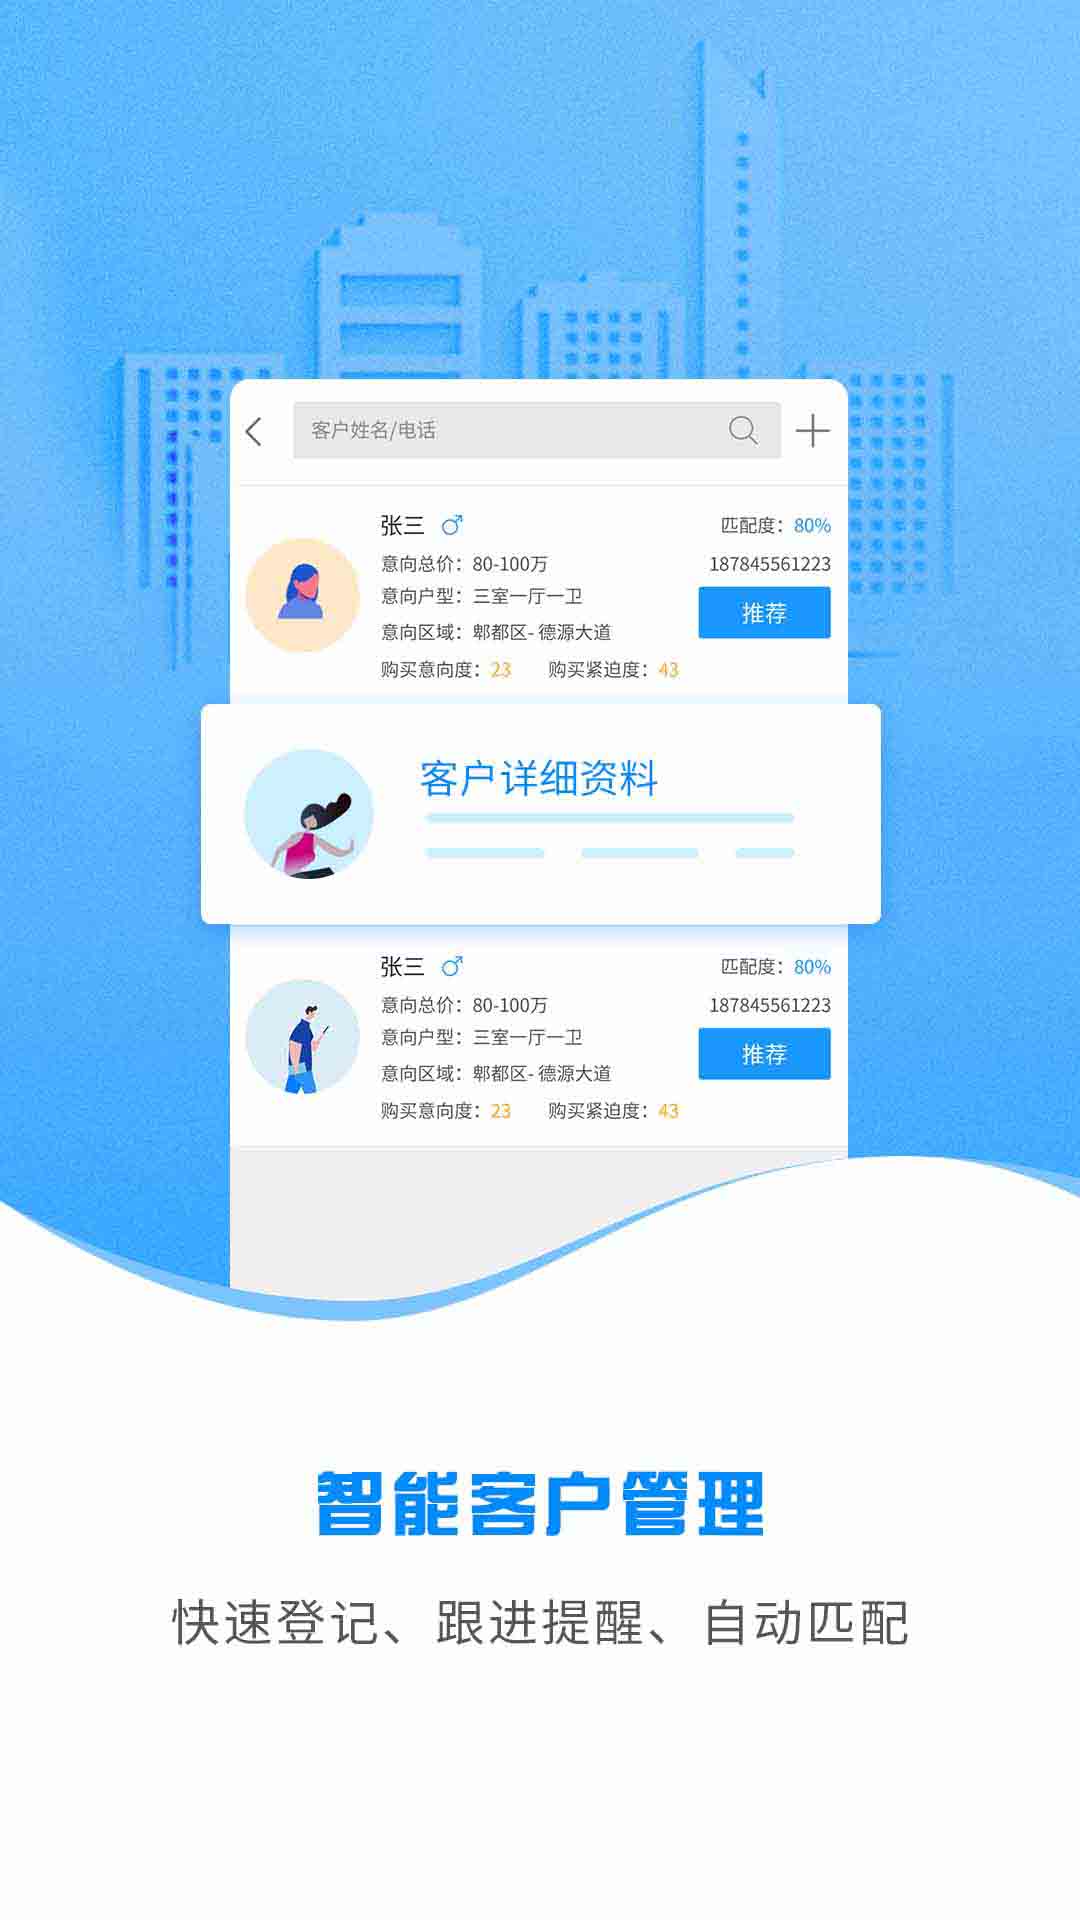 客户姓名/电话
张三
匹配度：80%
意向总价：80-100万
187845561223
意向户型：三室一厅一卫
推荐
意向区域：郫都区- 德源大道
购买意向度：23 购买紧迫度：43
客户详细资料
张三
匹配度：80%
意向总价：80-100万
187845561223
意向户型：三室一厅一卫
推荐
意向区域：郫都区- 德源大道
购买意向度：23 购买紧迫度：43
智能客户管理
快速登记、跟进提醒、自动匹配